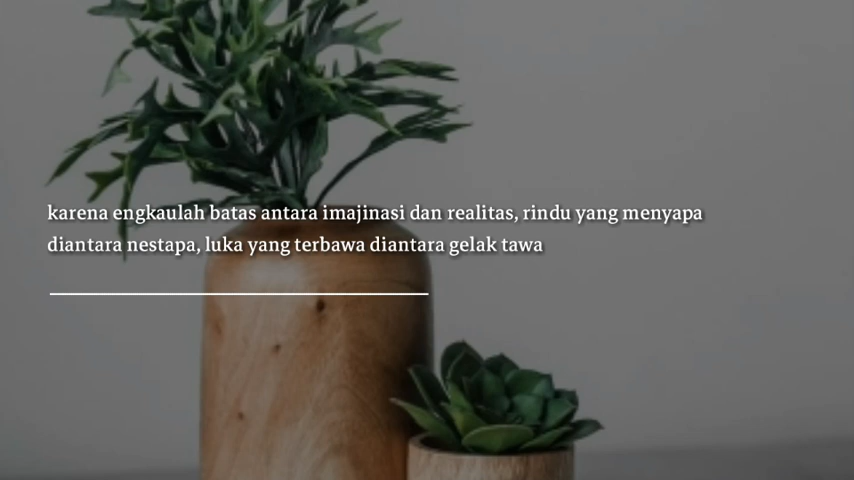 karena engkaulah batas antara imajinasi dan realitas, rindu yang menyapa
diantara nestapa, luka yang terbawa diantara gelak tawa